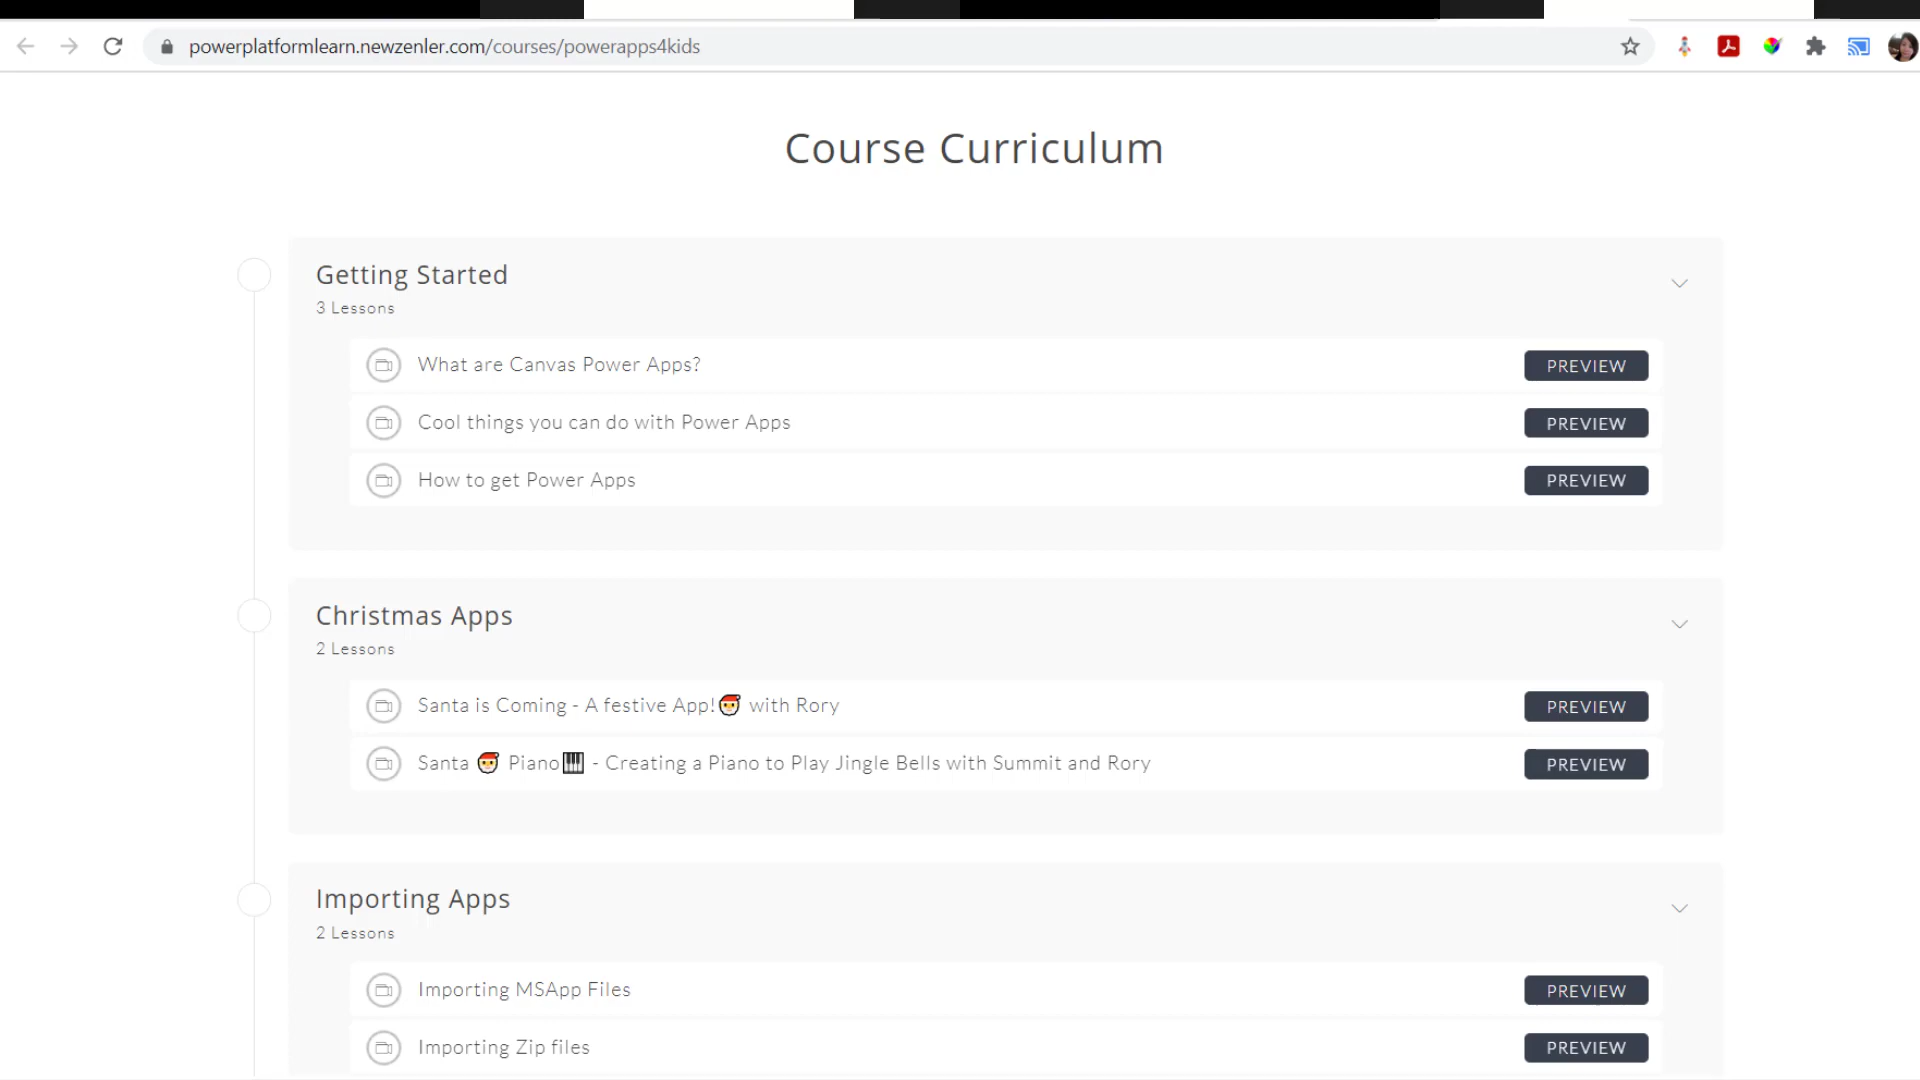 powerplatformlearn.newzenler.com/courses/powerapps4kids
Course Curriculum
Getting Started
3 Lessons
What are Canvas Power Apps?
PREVIEW
Cool things you can do with Power Apps
PREVIEW
How to get Power Apps
PREVIEW
Christmas Apps
2 Lessons
Santa is Coming - A festive App!🎅 with Rory
PREVIEW
Santa 🎅 Piano🎹 - Creating a Piano to Play Jingle Bells with Summit and Rory
PREVIEW
Importing Apps
2 Lessons
Importing MSApp Files
PREVIEW
Importing Zip files
PREVIEW